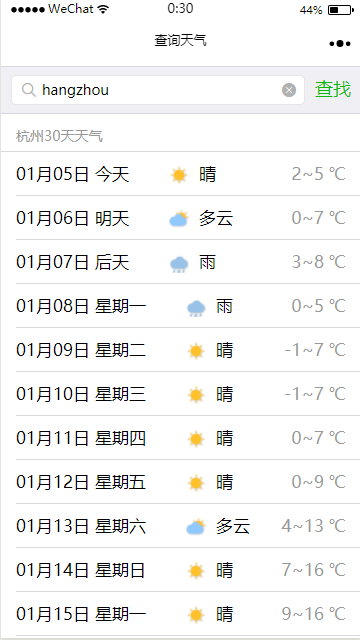 WeChat 0:30 44%
查询天气
hangzhou 查找
杭州30天天气
01月05日 今天 晴 2~5 ℃
01月06日 明天 多云 0~7 ℃
01月07日 后天 雨 3~8 ℃
01月08日 星期一 雨 0~5 ℃
01月09日 星期二 晴 -1~7 ℃
01月10日 星期三 晴 -1~7 ℃
01月11日 星期四 晴 0~7 ℃
01月12日 星期五 晴 0~9 ℃
01月13日 星期六 多云 4~13 ℃
01月14日 星期日 晴 7~16 ℃
01月15日 星期一 晴 9~16 ℃